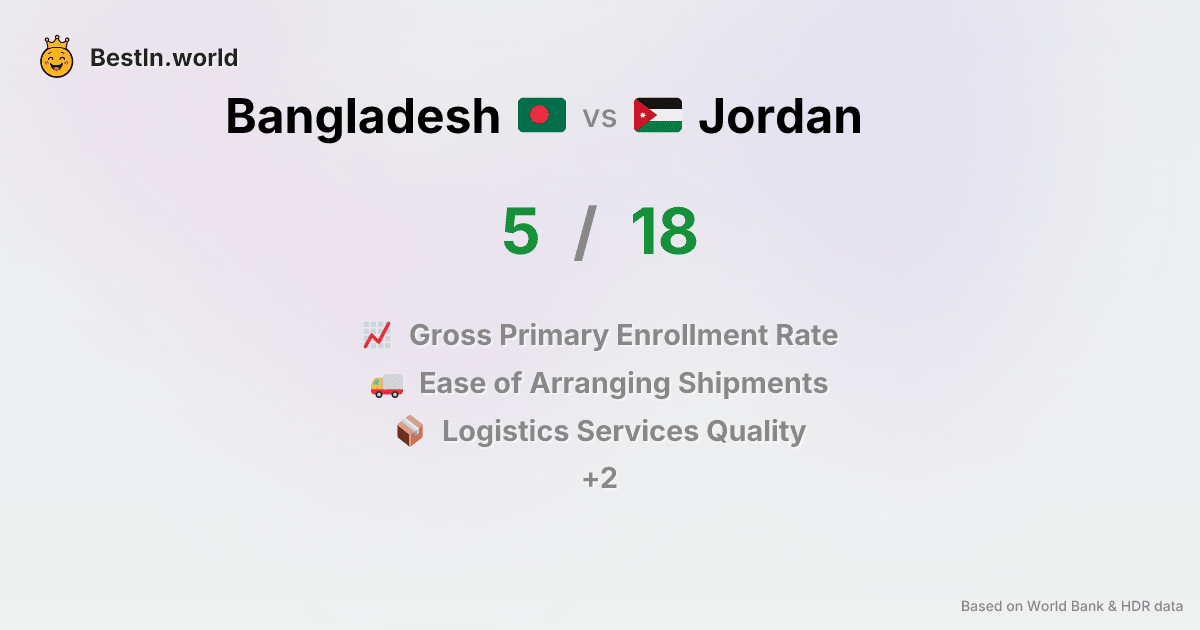 BestIn.world
Bangladesh vs Jordan
5 / 18
Gross Primary Enrollment Rate
Ease of Arranging Shipments
Logistics Services Quality
+2
Based on World Bank & HDR data